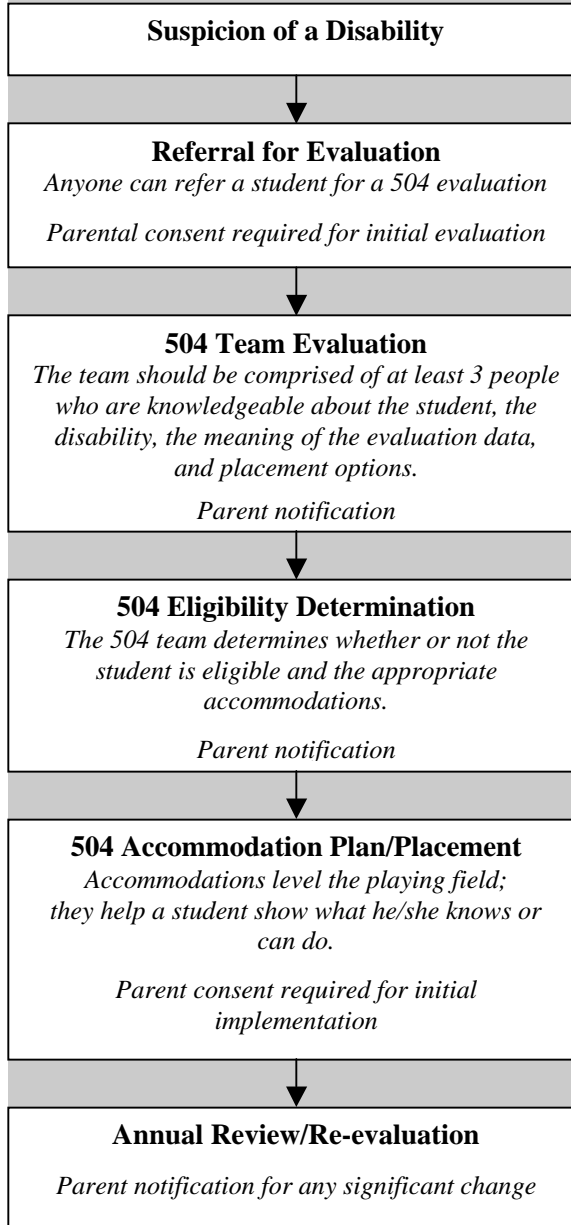 Suspicion of a Disability
Referral for Evaluation
Anyone can refer a student for a 504 evaluation
Parental consent required for initial evaluation
504 Team Evaluation
The team should be comprised of at least 3 people
who are knowledgeable about the student, the
disability, the meaning of the evaluation data,
and placement options.
Parent notification
504 Eligibility Determination
The 504 team determines whether or not the
student is eligible and the appropriate
accommodations.
Parent notification
504 Accommodation Plan/Placement
Accommodations level the playing field;
they help a student show what he/she knows or
can do.
Parent consent required for initial
implementation
Annual Review/Re-evaluation
Parent notification for any significant change